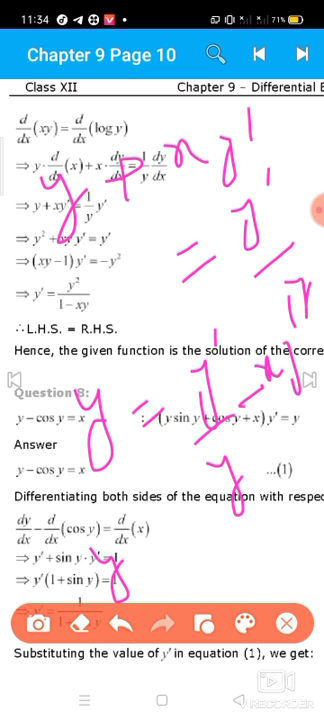 11:34
71%
Chapter 9 Page 10
Class XII
Chapter 9 – Differential E
d/dx (xy) = d/dx (log y)
⇒ y · d/dx (x) + x · dy/dx = 1/y dy/dx
⇒ y + xy' = 1/y y'
⇒ y² + xy y' = y'
⇒ (xy − 1) y' = −y²
⇒ y' = y²/(1 − xy)
∴ L.H.S. = R.H.S.
Hence, the given function is the solution of the corre
Question 8:
y − cos y = x : (y sin y + cos y + x) y' = y
Answer
y − cos y = x ...(1)
Differentiating both sides of the equation with respec
dy/dx − d/dx (cos y) = d/dx (x)
⇒ y' + sin y · y' = 1
⇒ y' (1 + sin y) = 1
Substituting the value of y' in equation (1), we get:
RECORDER